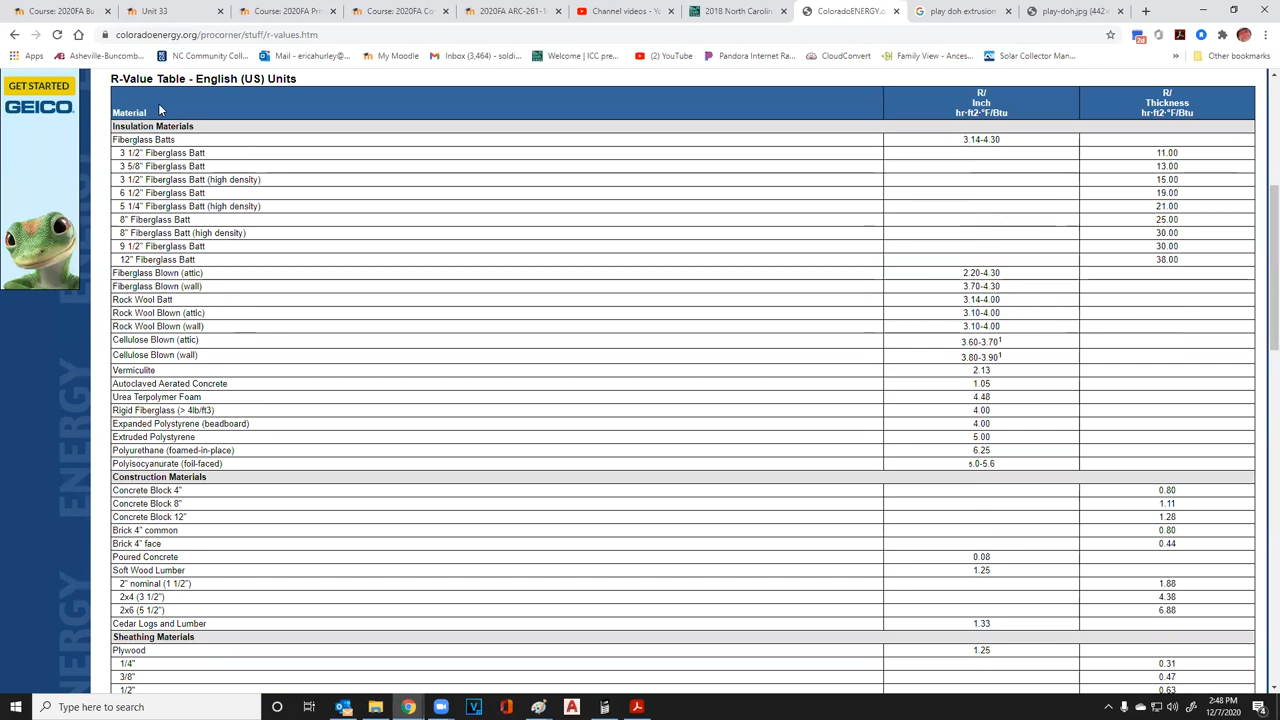 Course: 2020FA Bu
Unit 33
Course: 2020FA Pri
Course: 2020FA Co
2020FA ARC-261-1
Channel videos - Yo
2018 North Carolin
ColoradoENERGY.o
play doh extrusion
play-doh.jpg (442×
coloradoenergy.org/procorner/stuff/r-values.htm
Apps Asheville-Buncomb... NC Community Coll... Mail - ericahurley@... My Moodle Inbox (3,464) - soldi... Welcome | ICC pre... (2) YouTube Pandora Internet Ra... CloudConvert Family View - Ances... Solar Collector Man... » Other bookmarks
GET STARTED
GEICO
ENERGY
ENERGY
R-Value Table - English (US) Units
Material R/ Inch hr·ft2·°F/Btu R/ Thickness hr·ft2·°F/Btu
Insulation Materials
Fiberglass Batts 3.14-4.30
3 1/2" Fiberglass Batt 11.00
3 5/8" Fiberglass Batt 13.00
3 1/2" Fiberglass Batt (high density) 15.00
6 1/2" Fiberglass Batt 19.00
5 1/4" Fiberglass Batt (high density) 21.00
8" Fiberglass Batt 25.00
8" Fiberglass Batt (high density) 30.00
9 1/2" Fiberglass Batt 30.00
12" Fiberglass Batt 38.00
Fiberglass Blown (attic) 2.20-4.30
Fiberglass Blown (wall) 3.70-4.30
Rock Wool Batt 3.14-4.00
Rock Wool Blown (attic) 3.10-4.00
Rock Wool Blown (wall) 3.10-4.00
Cellulose Blown (attic) 3.60-3.70¹
Cellulose Blown (wall) 3.80-3.90¹
Vermiculite 2.13
Autoclaved Aerated Concrete 1.05
Urea Terpolymer Foam 4.48
Rigid Fiberglass (> 4lb/ft3) 4.00
Expanded Polystyrene (beadboard) 4.00
Extruded Polystyrene 5.00
Polyurethane (foamed-in-place) 6.25
Polyisocyanurate (foil-faced) 5.0-5.6
Construction Materials
Concrete Block 4" 0.80
Concrete Block 8" 1.11
Concrete Block 12" 1.28
Brick 4" common 0.80
Brick 4" face 0.44
Poured Concrete 0.08
Soft Wood Lumber 1.25
2" nominal (1 1/2") 1.88
2x4 (3 1/2") 4.38
2x6 (5 1/2") 6.88
Cedar Logs and Lumber 1.33
Sheathing Materials
Plywood 1.25
1/4" 0.31
3/8" 0.47
1/2" 0.63
Type here to search
2:48 PM
12/7/2020